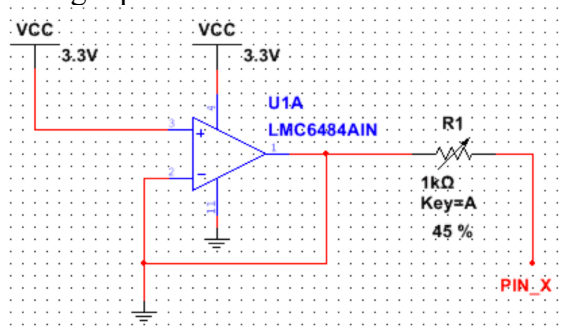 VCC
3.3V
VCC
3.3V
U1A
LMC6484AIN
3
4
+
1
2
−
11
R1
1kΩ
Key=A
45 %
PIN_X